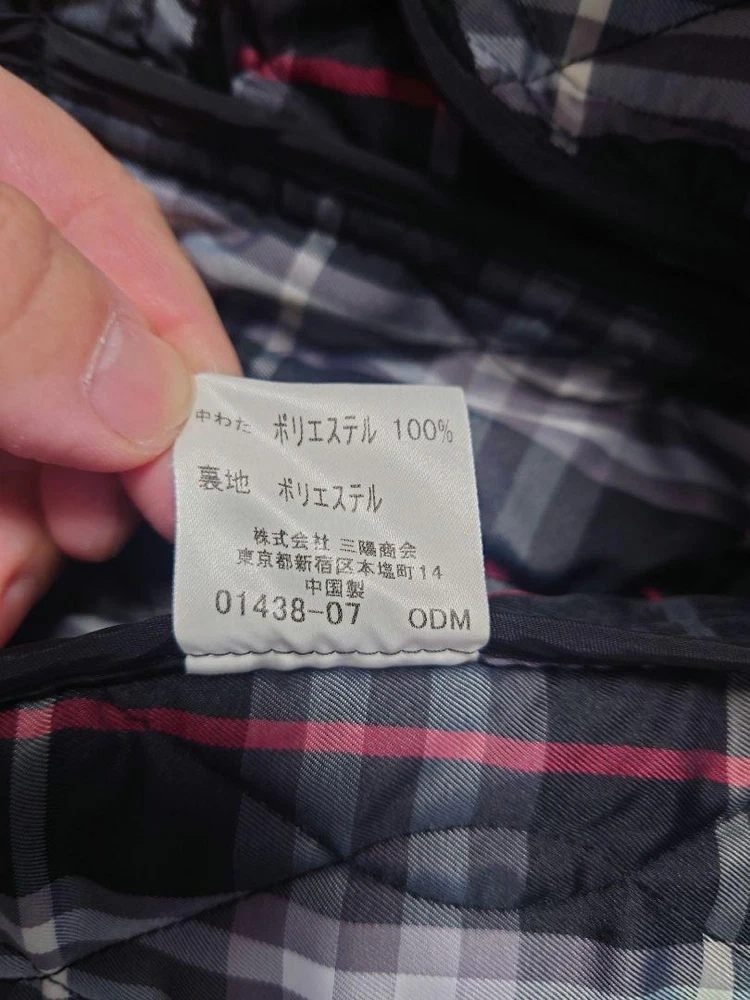 中わた ポリエステル 100%
裏地 ポリエステル
株式会社 三陽商会
東京都新宿区本塩町14
中国製
01438-07 ODM